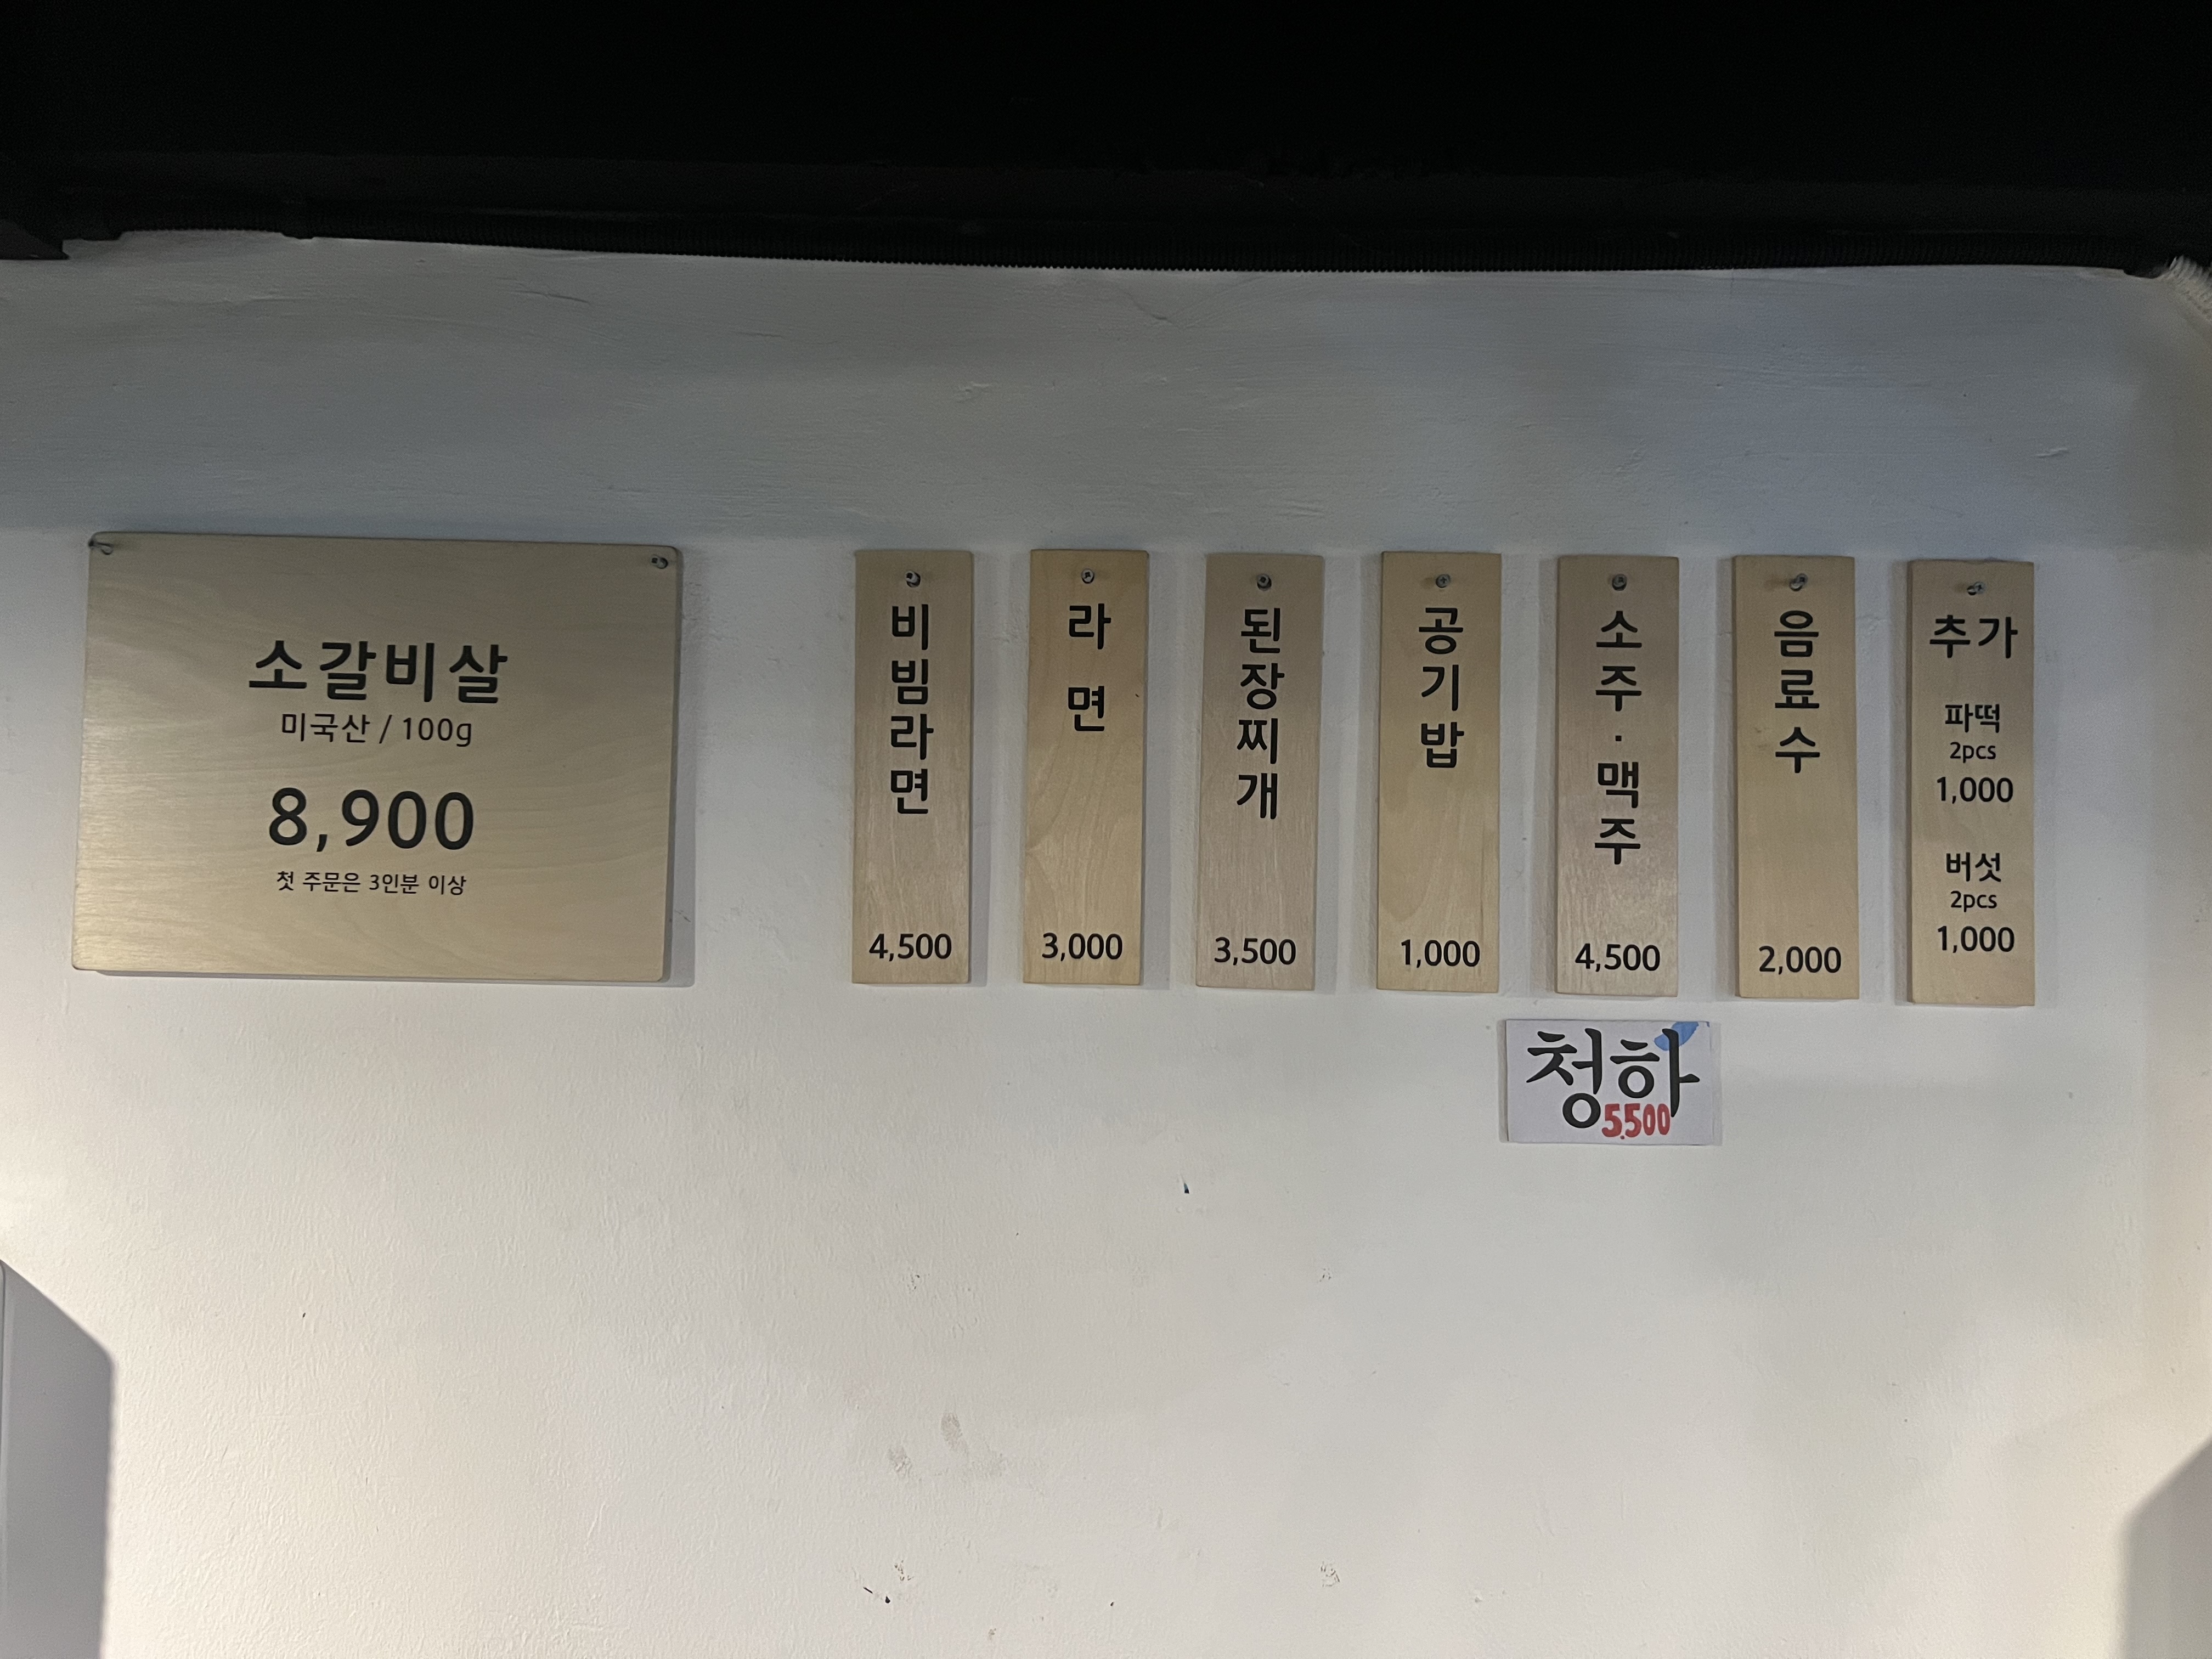 소갈비살
미국산 / 100g
8,900
첫 주문은 3인분 이상
비빔라면
4,500
라면
3,000
된장찌개
3,500
공기밥
1,000
소주·맥주
4,500
음료수
2,000
추가
파떡
2pcs
1,000
버섯
2pcs
1,000
청하
5.500